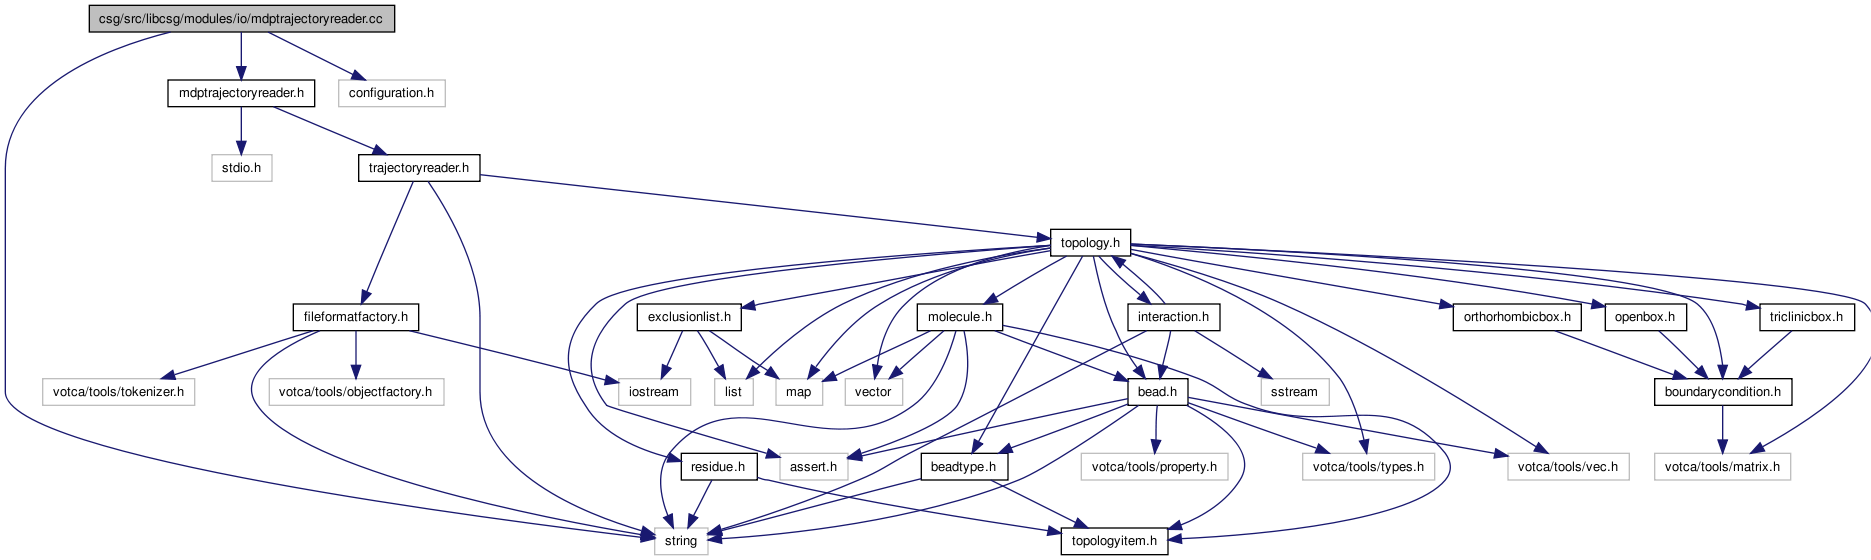 csg/src/libcsg/modules/io/mdptrajectoryreader.cc
mdptrajectoryreader.h
configuration.h
stdio.h
trajectoryreader.h
topology.h
fileformatfactory.h
exclusionlist.h
molecule.h
interaction.h
orthorhombicbox.h
openbox.h
triclinicbox.h
votca/tools/tokenizer.h
votca/tools/objectfactory.h
iostream
list
map
vector
bead.h
sstream
boundarycondition.h
residue.h
assert.h
beadtype.h
votca/tools/property.h
votca/tools/types.h
votca/tools/vec.h
votca/tools/matrix.h
string
topologyitem.h